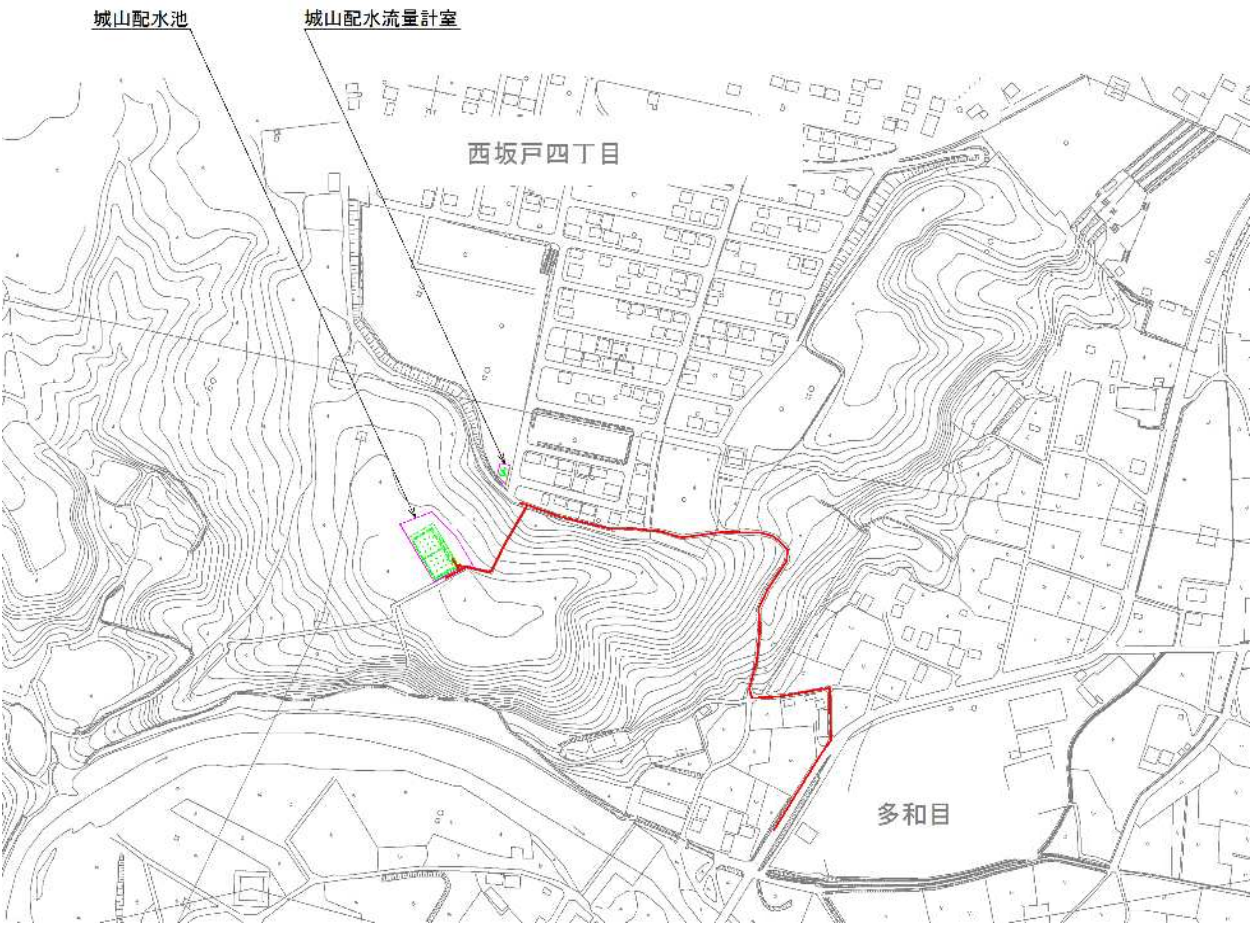 城山配水池
城山配水流量計室
西坂戸四丁目
多和目